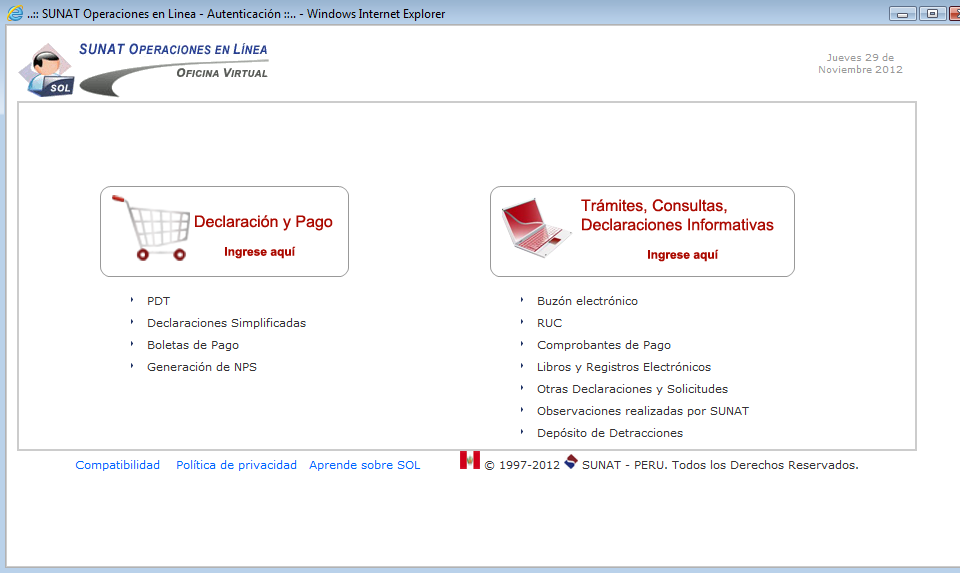 ..:: SUNAT Operaciones en Linea - Autenticación ::.. - Windows Internet Explorer
SUNAT OPERACIONES EN LÍNEA
OFICINA VIRTUAL
SOL
Jueves 29 de
Noviembre 2012
Declaración y Pago
Ingrese aquí
PDT
Declaraciones Simplificadas
Boletas de Pago
Generación de NPS
Trámites, Consultas,
Declaraciones Informativas
Ingrese aquí
Buzón electrónico
RUC
Comprobantes de Pago
Libros y Registros Electrónicos
Otras Declaraciones y Solicitudes
Observaciones realizadas por SUNAT
Depósito de Detracciones
Compatibilidad Política de privacidad Aprende sobre SOL © 1997-2012 SUNAT - PERU. Todos los Derechos Reservados.